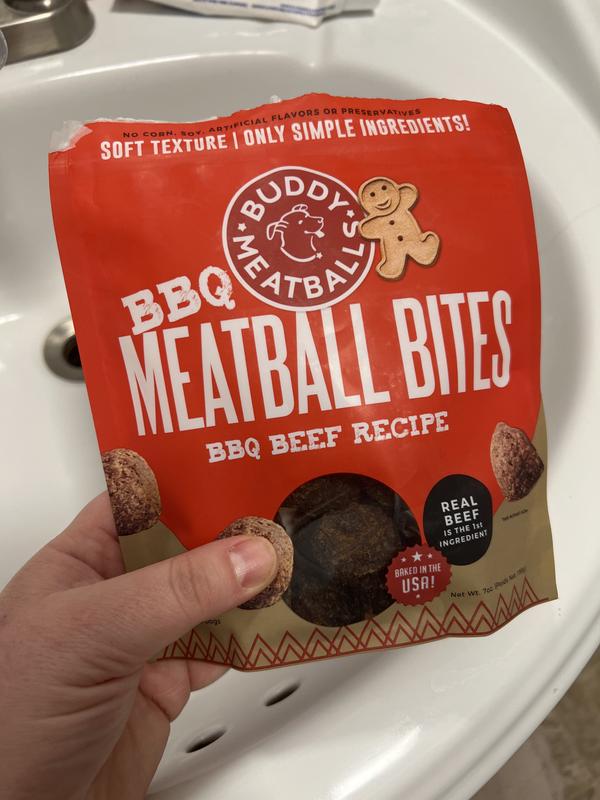 NO CORN, SOY, ARTIFICIAL FLAVORS OR PRESERVATIVES
SOFT TEXTURE | ONLY SIMPLE INGREDIENTS!
BUDDY
MEATBALLS
BBQ
MEATBALL BITES
BBQ BEEF RECIPE
REAL
BEEF
IS THE 1st
INGREDIENT
BAKED IN THE
USA!
Net Wt. 7oz